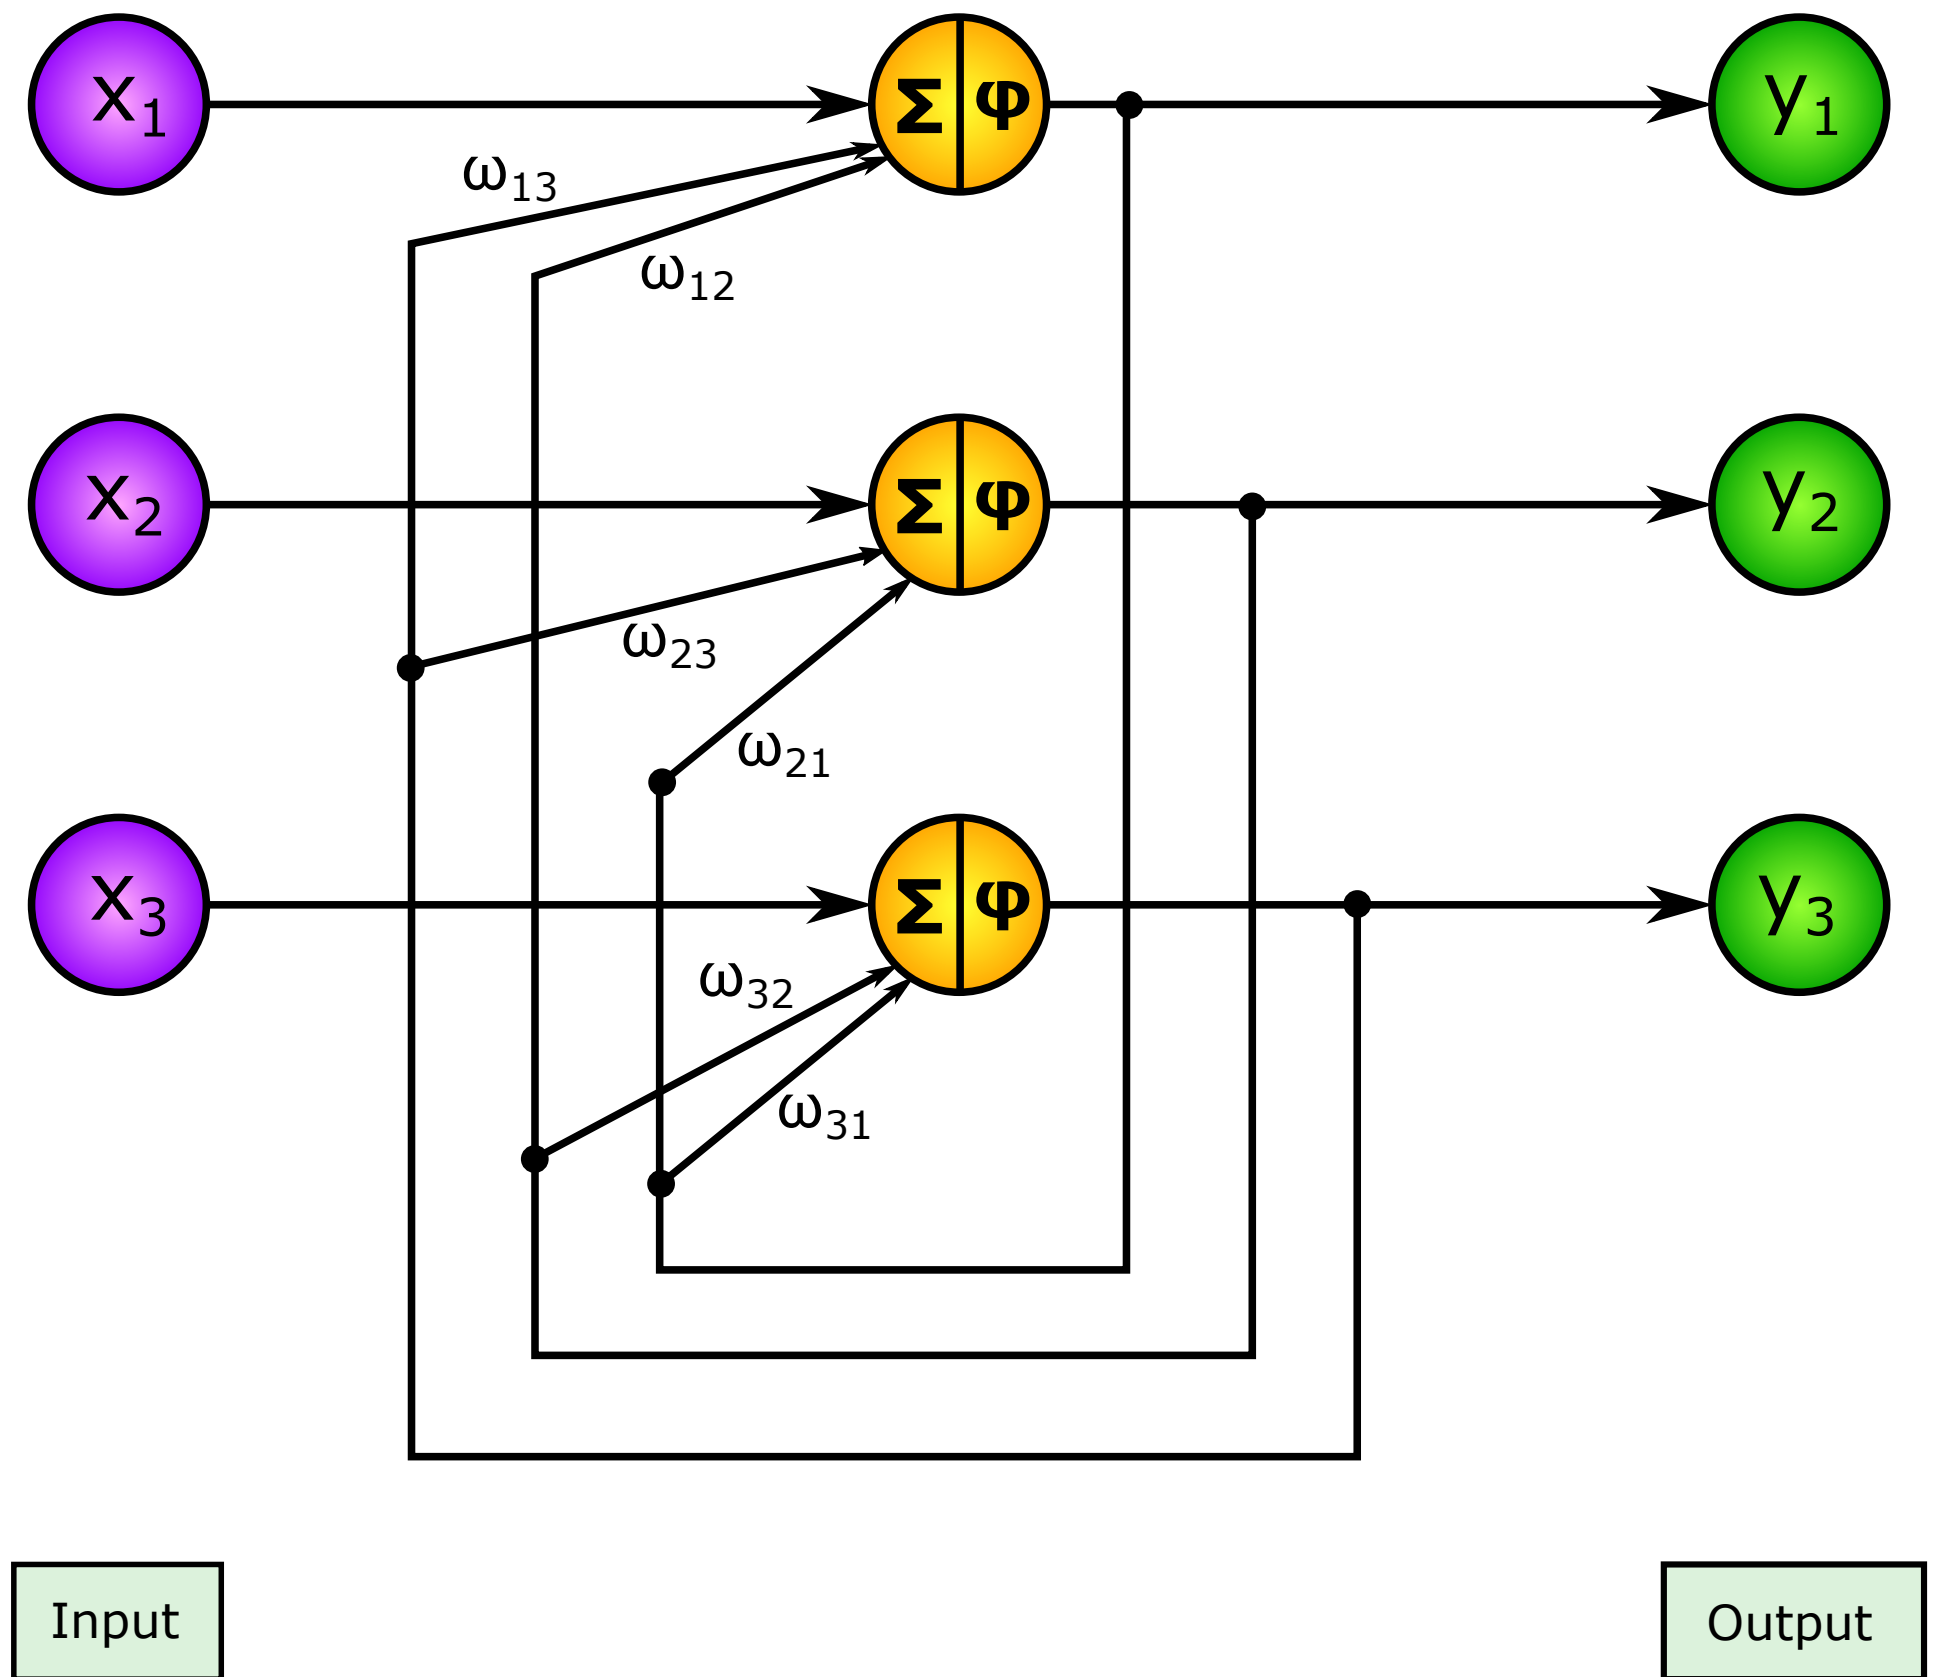 x₁ Σ φ y₁
ω₁₃
ω₁₂
x₂ Σ φ y₂
ω₂₃
ω₂₁
x₃ Σ φ y₃
ω₃₂
ω₃₁
Input Output